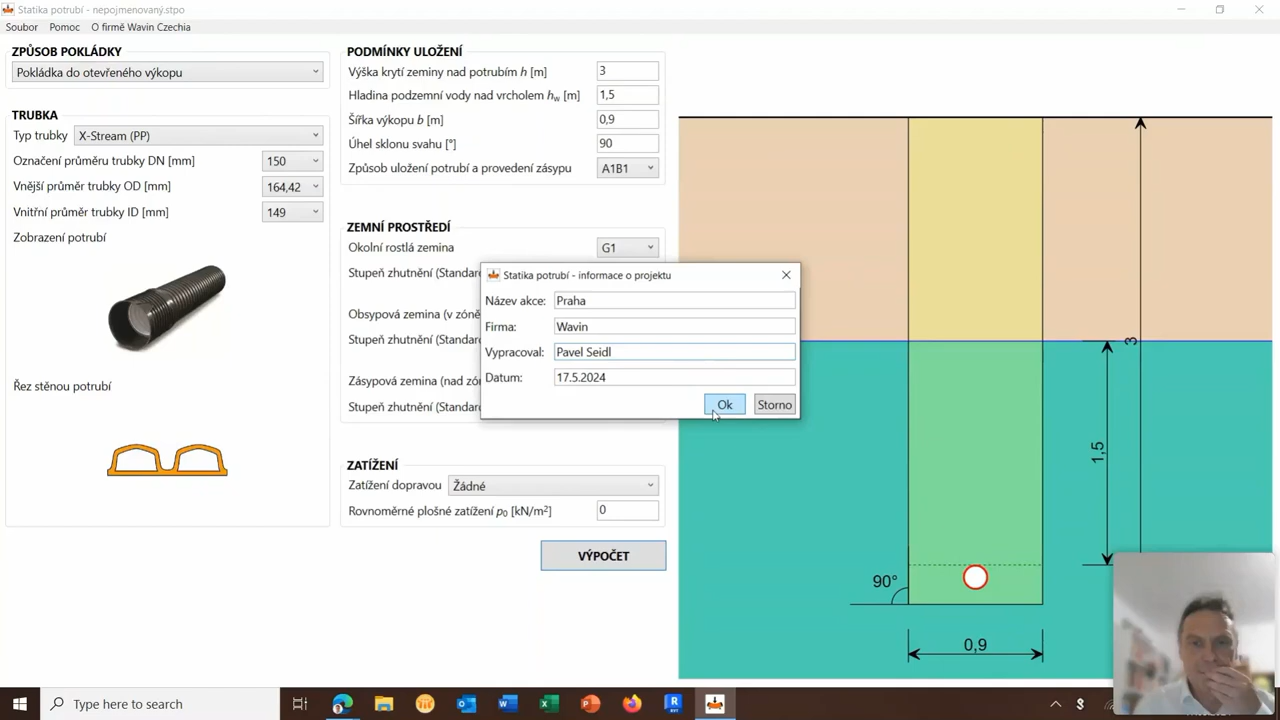 Statika potrubí - nepojmenovaný.stpo
Soubor Pomoc O firmě Wavin Czechia
ZPŮSOB POKLÁDKY
Pokládka do otevřeného výkopu
TRUBKA
Typ trubky X-Stream (PP)
Označení průměru trubky DN [mm] 150
Vnější průměr trubky OD [mm] 164,42
Vnitřní průměr trubky ID [mm] 149
Zobrazení potrubí
Řez stěnou potrubí
PODMÍNKY ULOŽENÍ
Výška krytí zeminy nad potrubím h [m] 3
Hladina podzemní vody nad vrcholem hw [m] 1,5
Šířka výkopu b [m] 0,9
Úhel sklonu svahu [°] 90
Způsob uložení potrubí a provedení zásypu A1B1
ZEMNÍ PROSTŘEDÍ
Okolní rostlá zemina G1
Stupeň zhutnění (Standar
Obsypová zemina (v zóně
Stupeň zhutnění (Standar
Zásypová zemina (nad zó
Stupeň zhutnění (Standar
Statika potrubí - informace o projektu
Název akce: Praha
Firma: Wavin
Vypracoval: Pavel Seidl
Datum: 17.5.2024
Ok Storno
ZATÍŽENÍ
Zatížení dopravou Žádné
Rovnoměrné plošné zatížení p0 [kN/m²] 0
VÝPOČET
3
1,5
90°
0,9
Type here to search